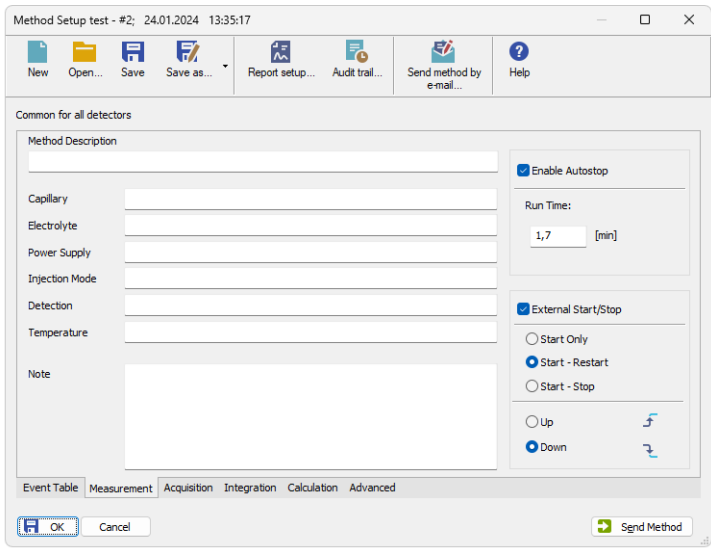 Method Setup test - #2; 24.01.2024 13:35:17
New Open... Save Save as... Report setup... Audit trail... Send method by e-mail... Help
Common for all detectors
Method Description
Enable Autostop
Capillary
Run Time:
Electrolyte
1,7 [min]
Power Supply
Injection Mode
Detection
External Start/Stop
Temperature
Start Only
Start - Restart
Note
Start - Stop
Up
Down
Event Table Measurement Acquisition Integration Calculation Advanced
OK Cancel Send Method